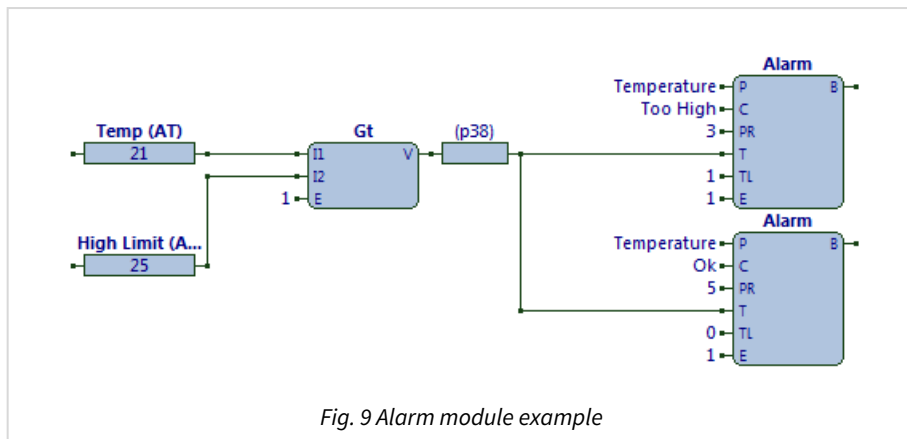 Alarm
Temperature P B
Too High C
3 PR
T
1 TL
1 E
Temp (AT)
21
Gt
I1 V
I2
1 E
(p38)
High Limit (A...
25
Alarm
Temperature P B
Ok C
5 PR
T
0 TL
1 E
Fig. 9 Alarm module example